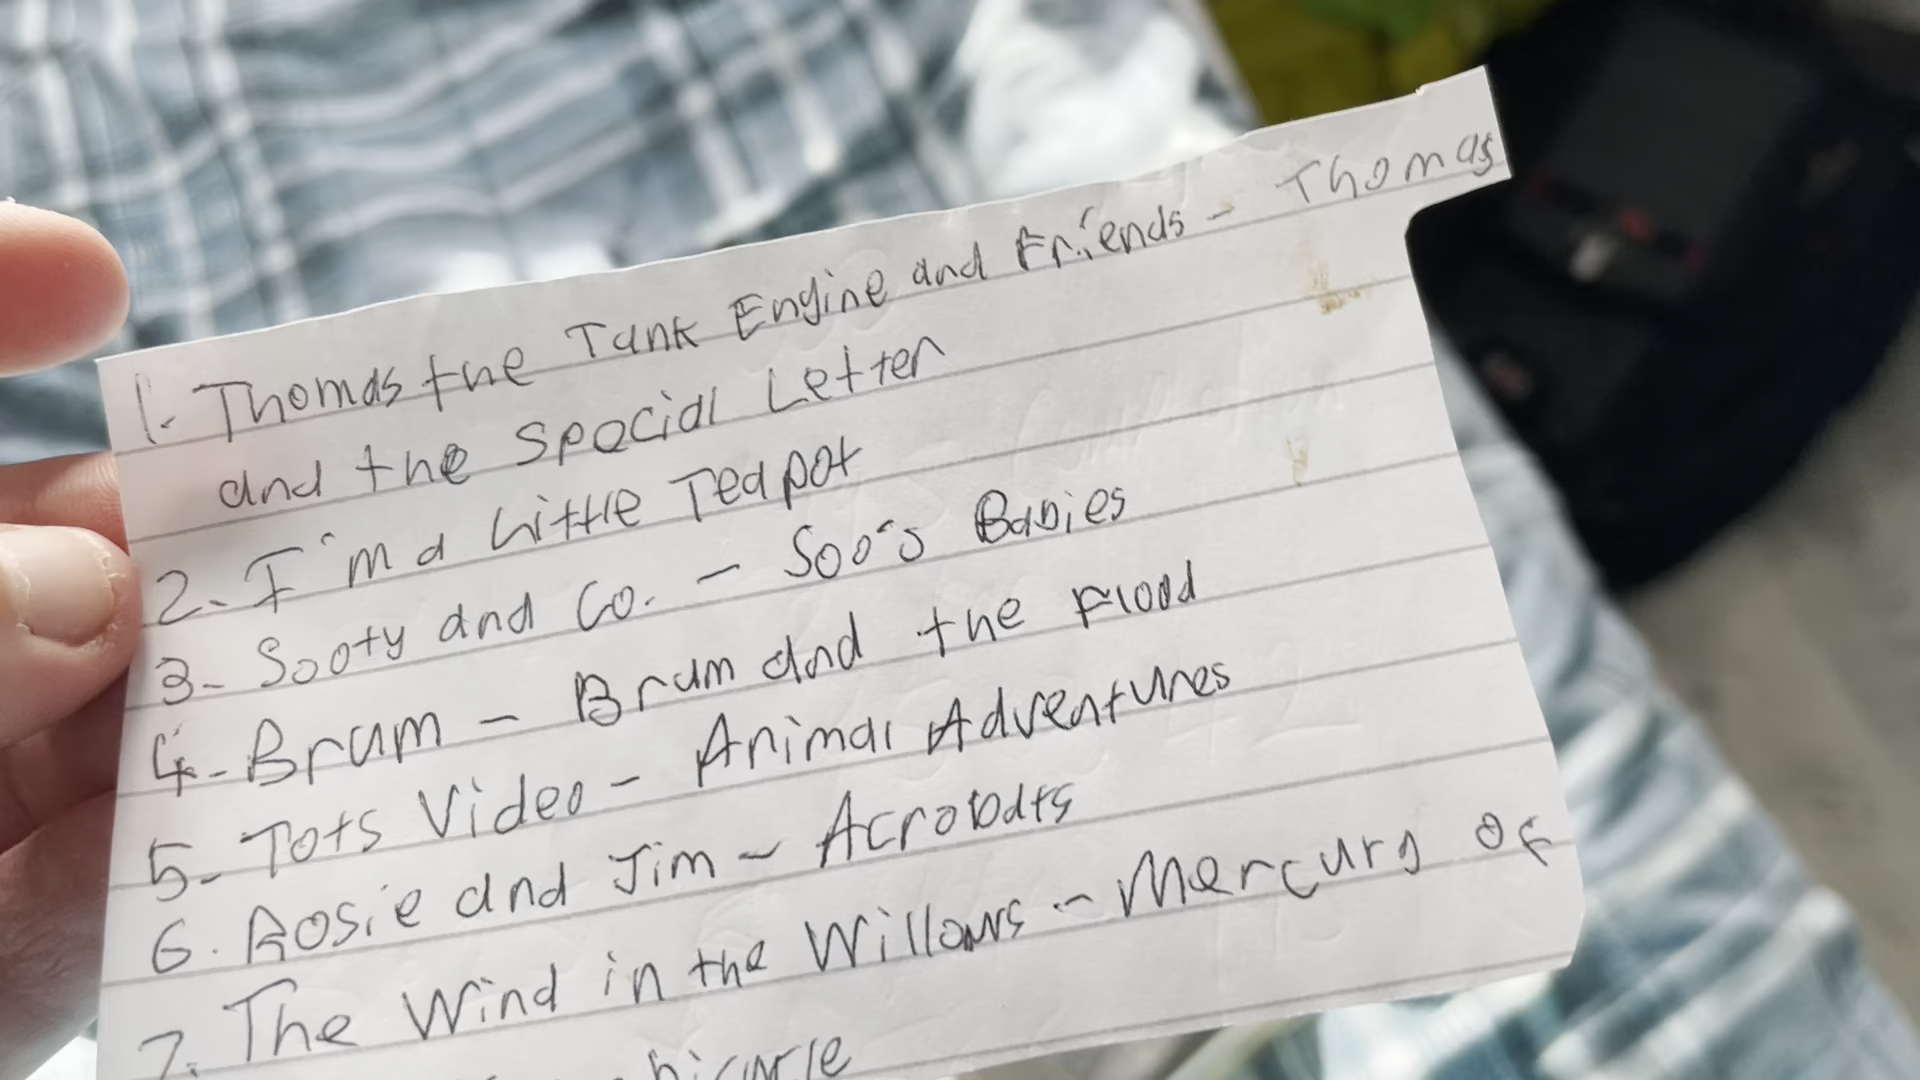 1. Thomas the Tank Engine and Friends - Thomas
and the Special Letter
2. I'm a Little Teapot
3. Sooty and Co. - Soo's Babies
4. Brum - Brum and the Flood
5. Tots Video - Animal Adventures
6. Rosie and Jim - Acrobats
7. The Wind in the Willows - Mercury of
bicycle